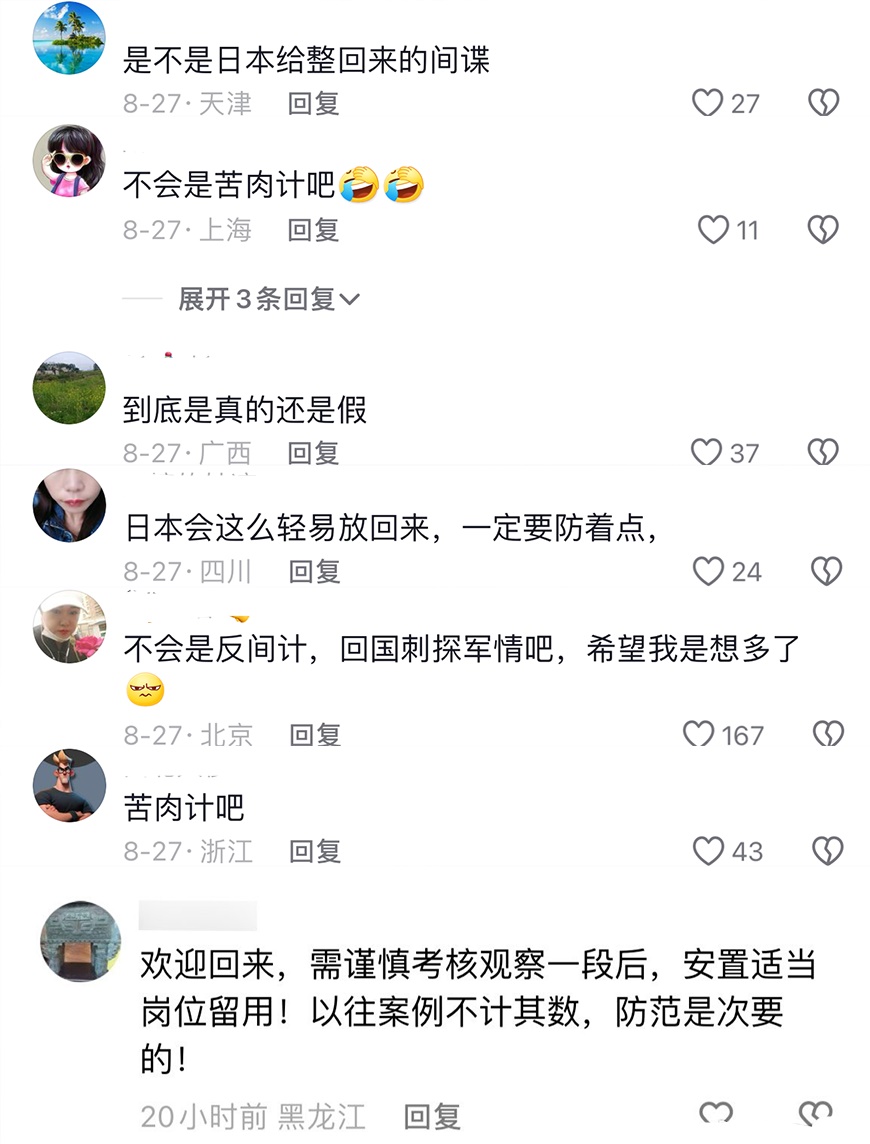 是不是日本给整回来的间谍
8-27·天津 回复 27
不会是苦肉计吧🤣🤣
8-27·上海 回复 11
展开3条回复
到底是真的还是假
8-27·广西 回复 37
日本会这么轻易放回来，一定要防着点，
8-27·四川 回复 24
不会是反间计，回国刺探军情吧，希望我是想多了
8-27·北京 回复 167
苦肉计吧
8-27·浙江 回复 43
欢迎回来，需谨慎考核观察一段后，安置适当
岗位留用！以往案例不计其数，防范是次要
的！
20小时前 黑龙江 回复